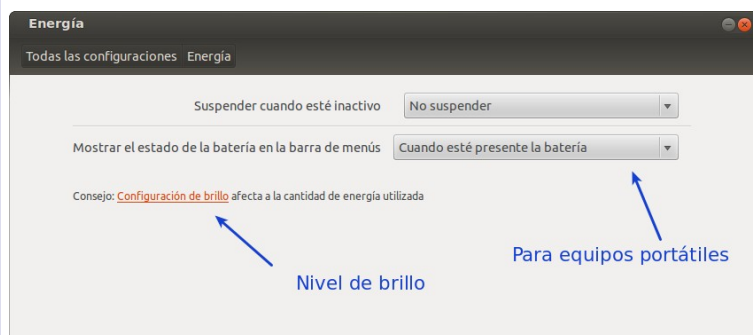 Energía
Todas las configuraciones Energía
Suspender cuando esté inactivo No suspender
Mostrar el estado de la batería en la barra de menús Cuando esté presente la batería
Consejo: Configuración de brillo afecta a la cantidad de energía utilizada
Para equipos portátiles
Nivel de brillo